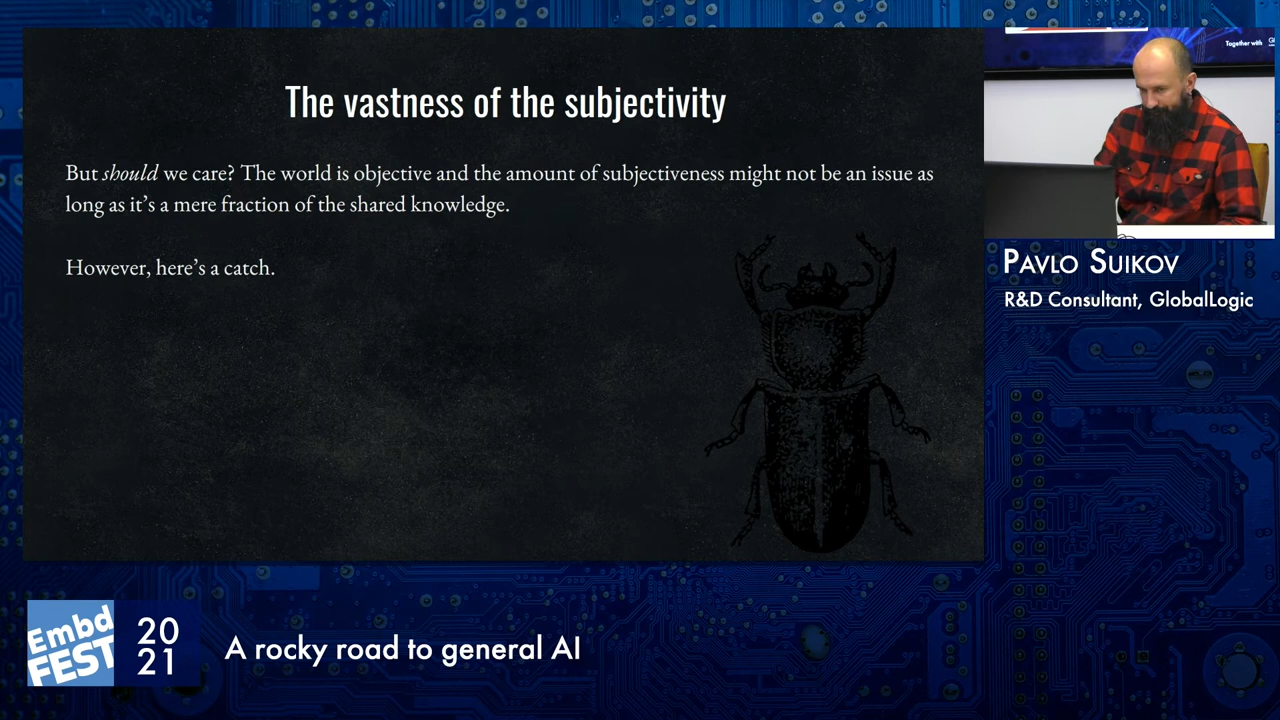 The vastness of the subjectivity
But should we care? The world is objective and the amount of subjectiveness might not be an issue as
long as it’s a mere fraction of the shared knowledge.
However, here’s a catch.
Together with
PAVLO SUIKOV
R&D Consultant, GlobalLogic
Embd
FEST
20
21
A rocky road to general AI